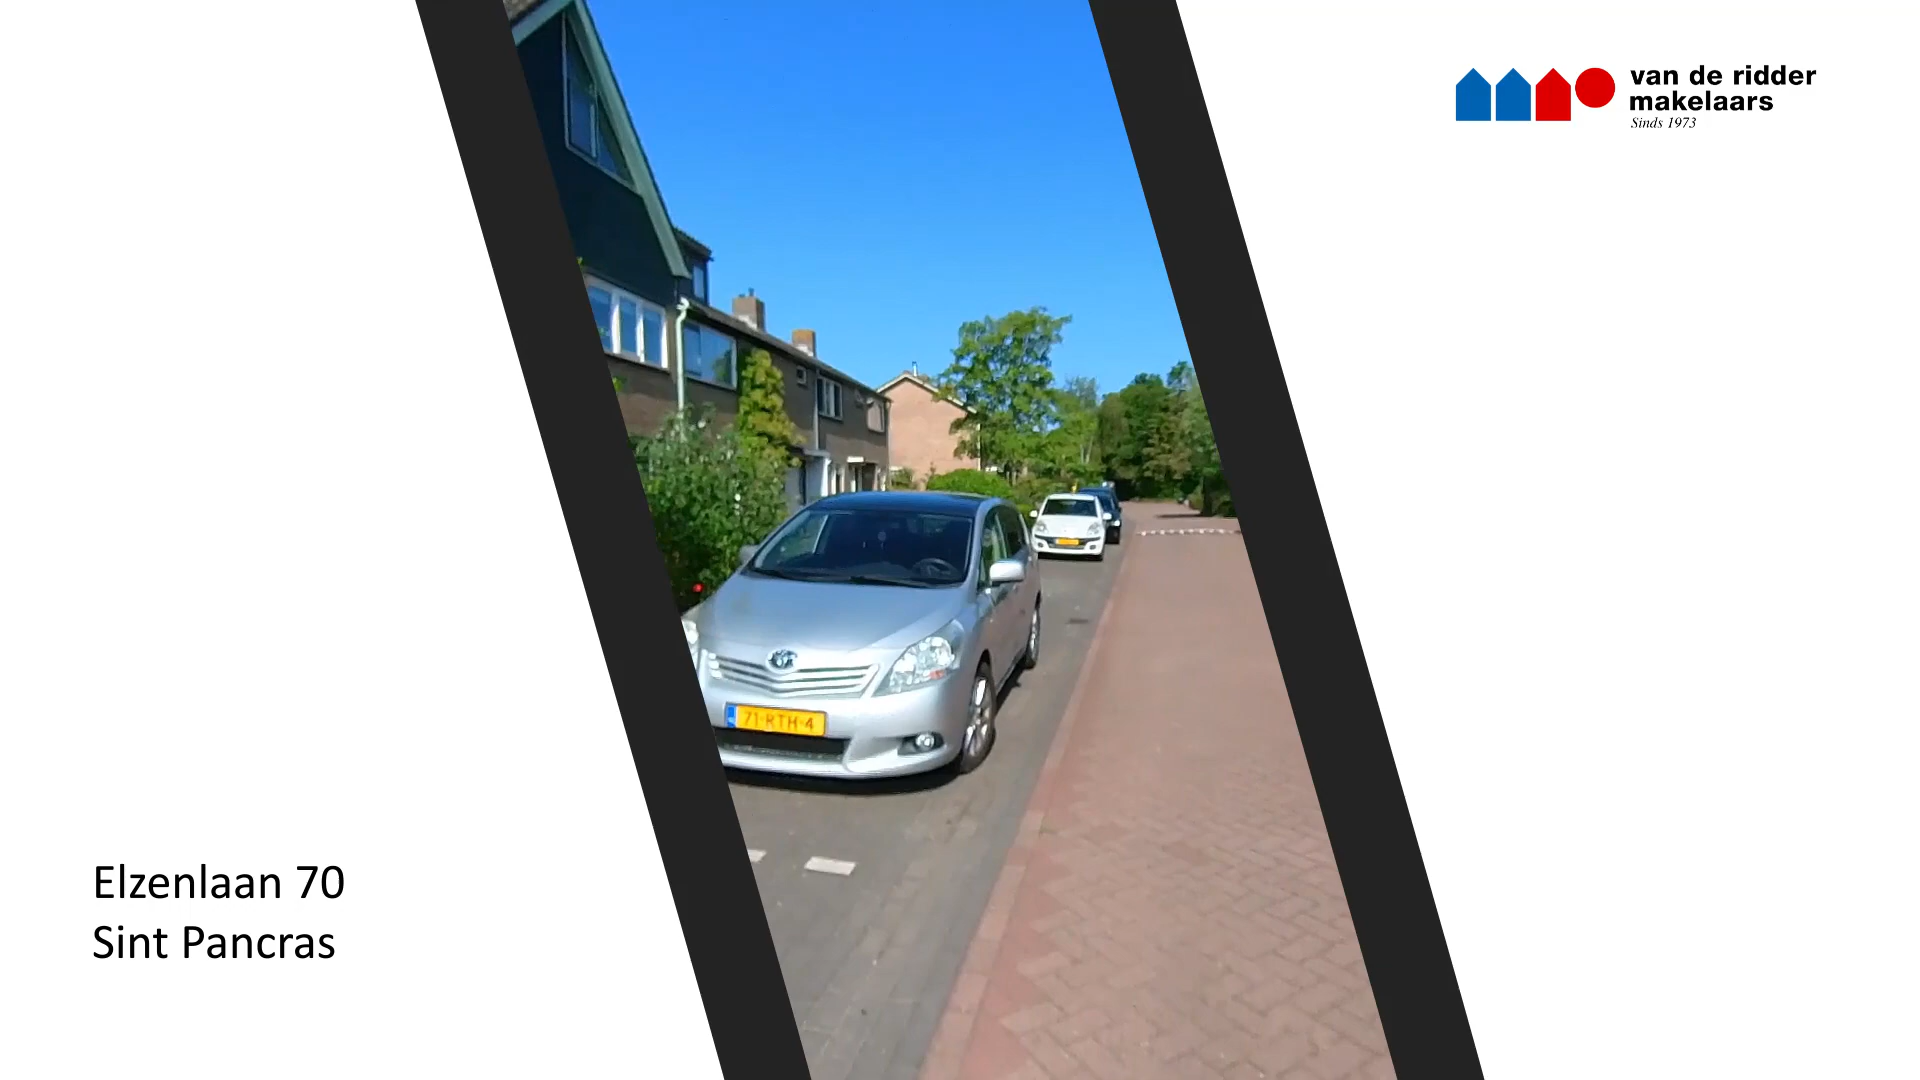 van de ridder
makelaars
Sinds 1973
71-RTH-4
Elzenlaan 70
Sint Pancras